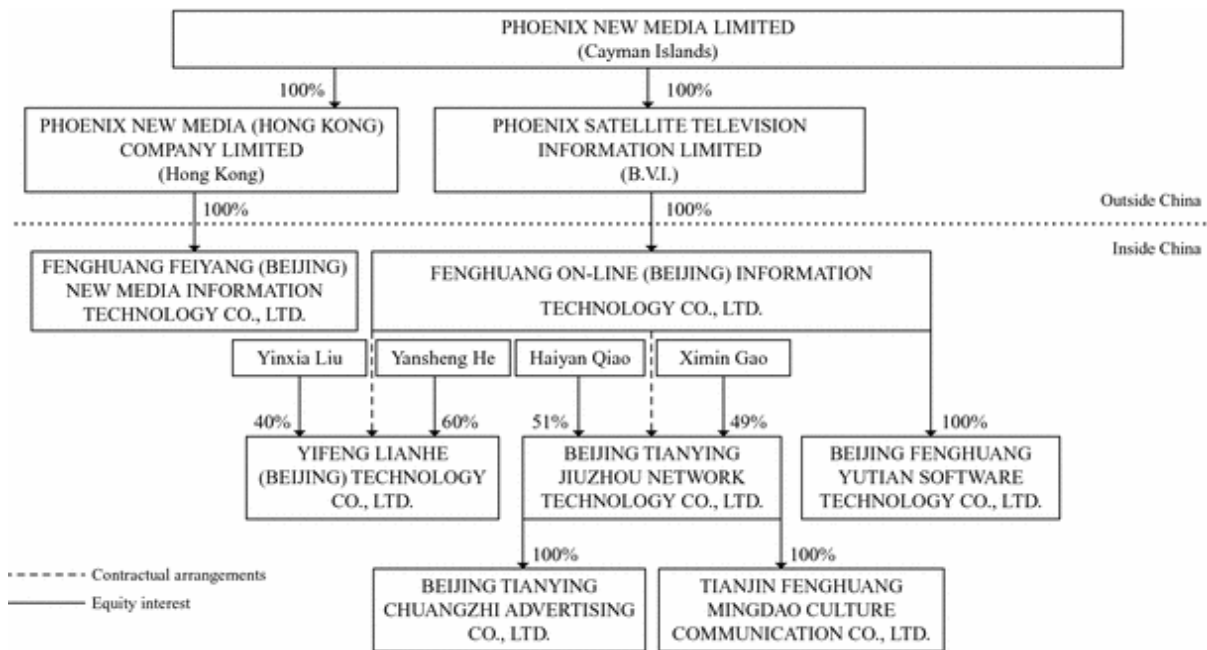 PHOENIX NEW MEDIA LIMITED
(Cayman Islands)
100%
100%
PHOENIX NEW MEDIA (HONG KONG)
COMPANY LIMITED
(Hong Kong)
PHOENIX SATELLITE TELEVISION
INFORMATION LIMITED
(B.V.I.)
100%
100%
Outside China
Inside China
FENGHUANG FEIYANG (BEIJING)
NEW MEDIA INFORMATION
TECHNOLOGY CO., LTD.
FENGHUANG ON-LINE (BEIJING) INFORMATION
TECHNOLOGY CO., LTD.
Yinxia Liu
Yansheng He
Haiyan Qiao
Ximin Gao
40%
60%
51%
49%
100%
YIFENG LIANHE
(BEIJING) TECHNOLOGY
CO., LTD.
BEIJING TIANYING
JIUZHOU NETWORK
TECHNOLOGY CO., LTD.
BEIJING FENGHUANG
YUTIAN SOFTWARE
TECHNOLOGY CO., LTD.
100%
100%
Contractual arrangements
Equity interest
BEIJING TIANYING
CHUANGZHI ADVERTISING
CO., LTD.
TIANJIN FENGHUANG
MINGDAO CULTURE
COMMUNICATION CO., LTD.